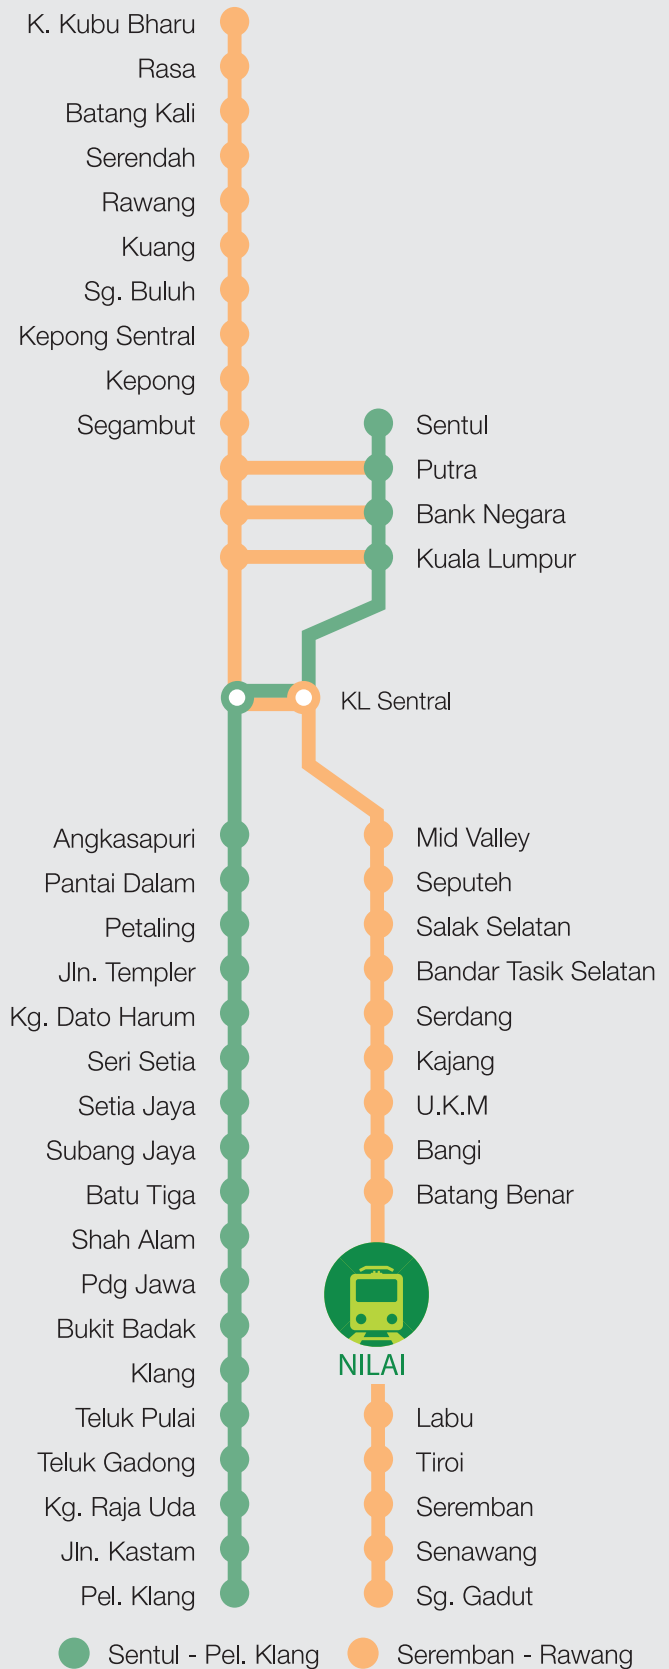 K. Kubu Bharu
Rasa
Batang Kali
Serendah
Rawang
Kuang
Sg. Buluh
Kepong Sentral
Kepong
Segambut
Sentul
Putra
Bank Negara
Kuala Lumpur
KL Sentral
Angkasapuri
Pantai Dalam
Petaling
Jln. Templer
Kg. Dato Harum
Seri Setia
Setia Jaya
Subang Jaya
Batu Tiga
Shah Alam
Pdg Jawa
Bukit Badak
Klang
Teluk Pulai
Teluk Gadong
Kg. Raja Uda
Jln. Kastam
Pel. Klang
Mid Valley
Seputeh
Salak Selatan
Bandar Tasik Selatan
Serdang
Kajang
U.K.M
Bangi
Batang Benar
NILAI
Labu
Tiroi
Seremban
Senawang
Sg. Gadut
Sentul - Pel. Klang
Seremban - Rawang